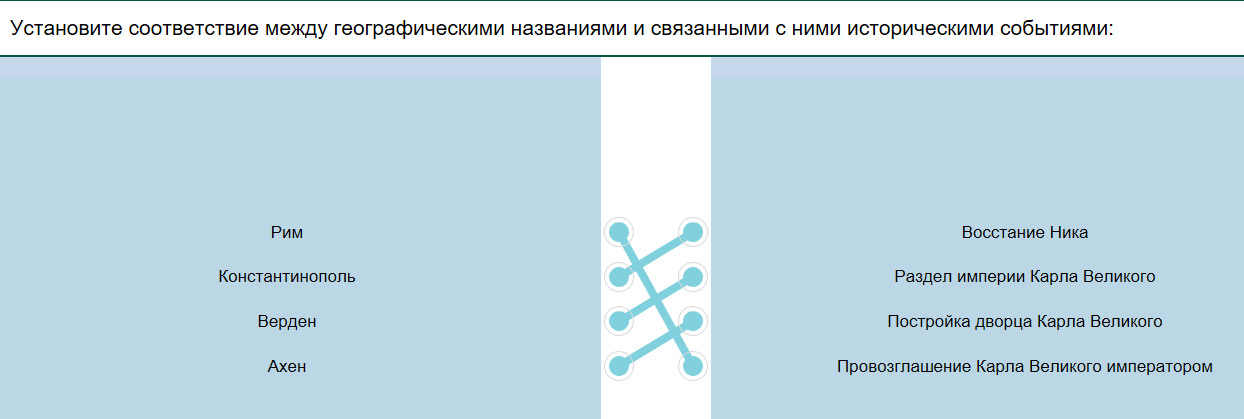 Установите соответствие между географическими названиями и связанными с ними историческими событиями:
Рим
Восстание Ника
Константинополь
Раздел империи Карла Великого
Верден
Постройка дворца Карла Великого
Ахен
Провозглашение Карла Великого императором